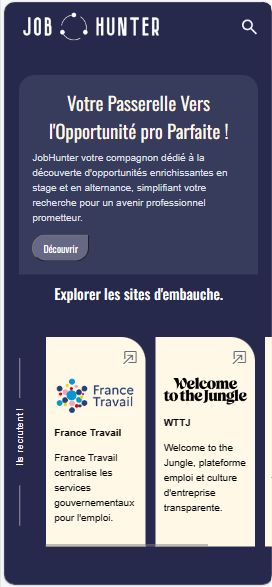 JOB HUNTER
Votre Passerelle Vers
l'Opportunité pro Parfaite !
JobHunter votre compagnon dédié à la
découverte d'opportunités enrichissantes en
stage et en alternance, simplifiant votre
recherche pour un avenir professionnel
prometteur.
Découvrir
Explorer les sites d'embauche.
Ils recrutent !
France
Travail
France Travail
France Travail
centralise les
services
gouvernementaux
pour l'emploi.
Welcome
to the Jungle
WTTJ
Welcome to the
Jungle, plateforme
emploi et culture
d'entreprise
transparente.